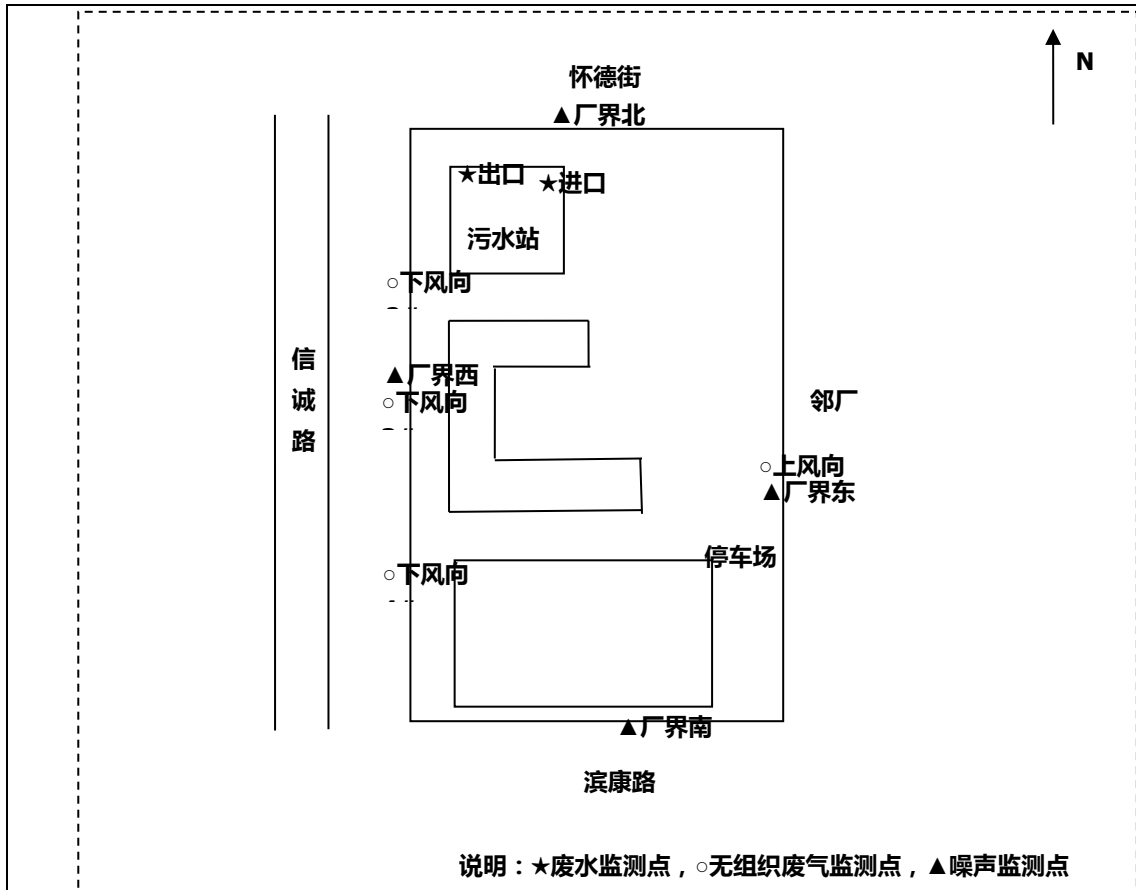 N
怀德街
▲厂界北
★出口
★进口
污水站
○下风向
信诚路
▲厂界西
○下风向
邻厂
○上风向
▲厂界东
停车场
○下风向
▲厂界南
滨康路
说明：★废水监测点，○无组织废气监测点，▲噪声监测点